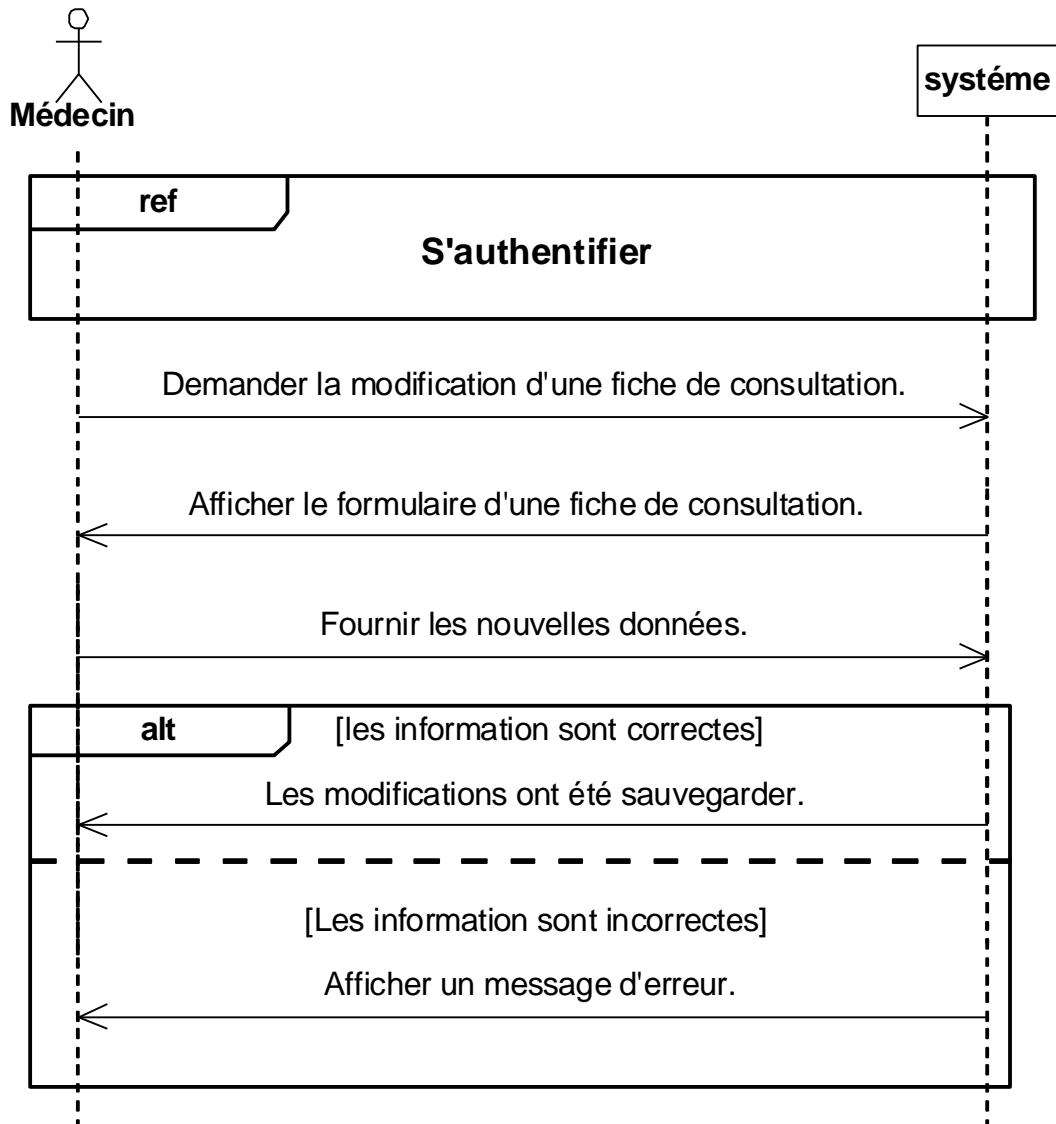 Médecin
systéme
ref
S'authentifier
Demander la modification d'une fiche de consultation.
Afficher le formulaire d'une fiche de consultation.
Fournir les nouvelles données.
alt
[les information sont correctes]
Les modifications ont été sauvegarder.
[Les information sont incorrectes]
Afficher un message d'erreur.